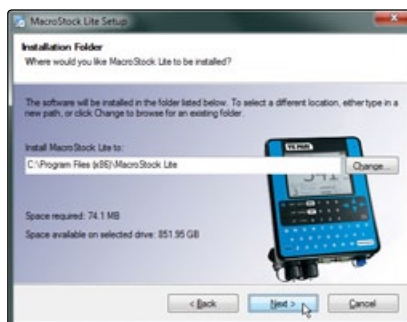 MacroStock Lite Setup
Installation Folder
Where would you like MacroStock Lite to be installed?
The software will be installed in the folder listed below. To select a different location, either type in a
new path, or click Change to browse for an existing folder.
Install MacroStock Lite to:
C:\Program Files (x86)\MacroStock Lite
Change...
Space required: 74.1 MB
Space available on selected drive: 851.95 GB
< Back
Next >
Cancel